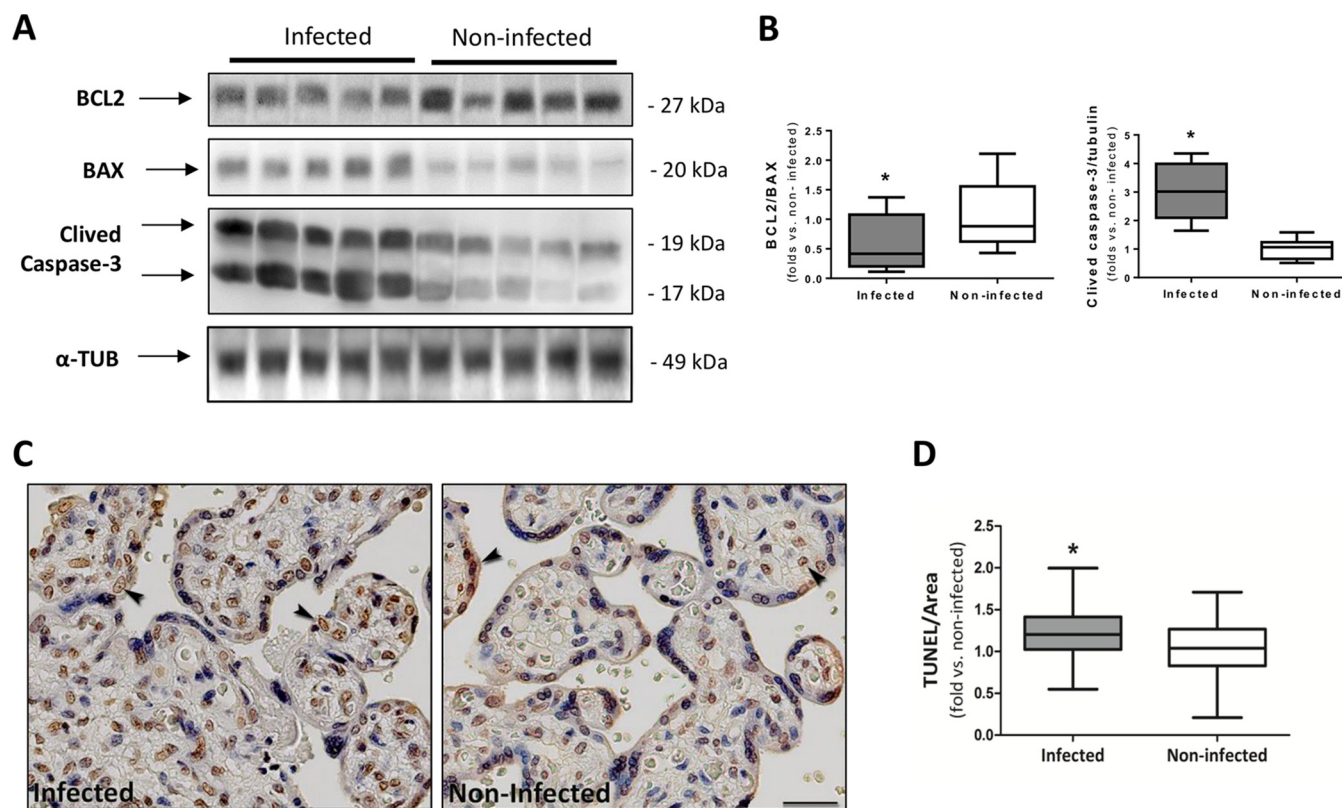 A
Infected Non-infected
BCL2
- 27 kDa
BAX
- 20 kDa
Clived
Caspase-3
- 19 kDa
- 17 kDa
α-TUB
- 49 kDa
B
BCL2/BAX
(folds vs. non- infected)
2.5
2.0
1.5
1.0
0.5
0.0
*
Infected Non-infected
Clived caspase-3/tubulin
(folds vs. non-infected)
5
4
3
2
1
0
*
Infected Non-infected
C
Infected
Non-Infected
D
TUNEL/Area
(fold vs. non-infected)
2.5
2.0
1.5
1.0
0.5
0.0
*
Infected Non-infected